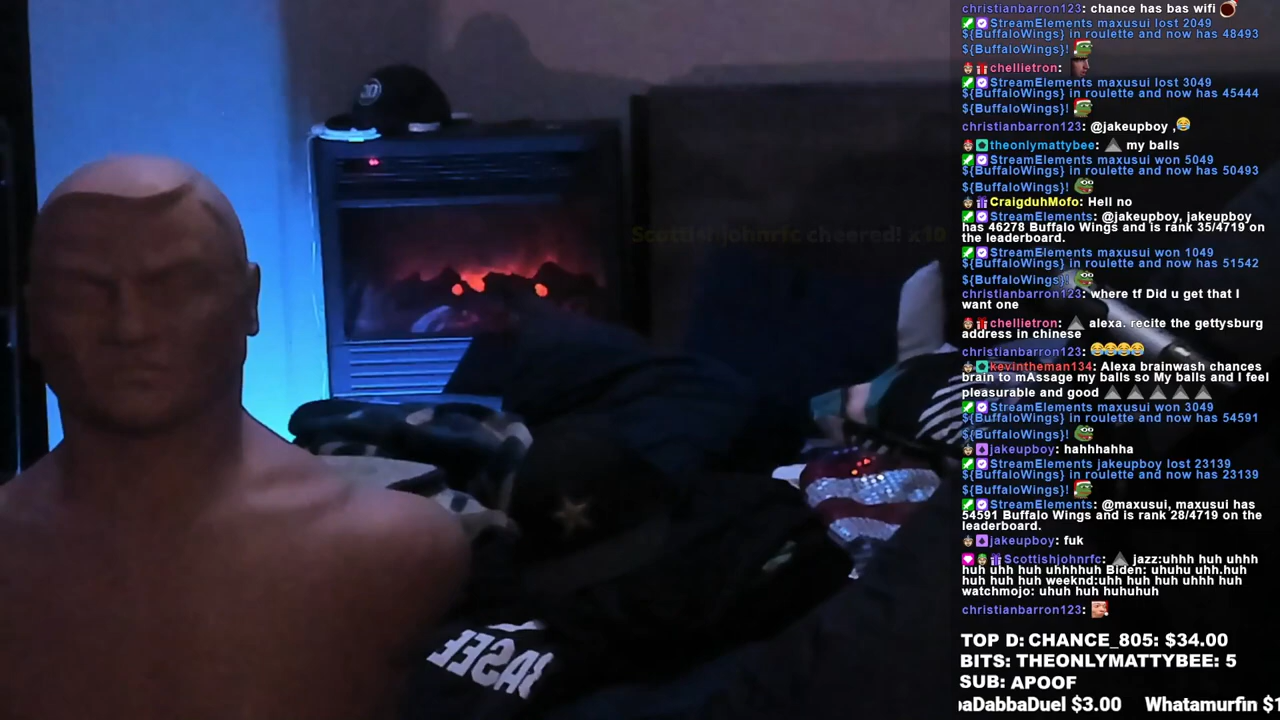 christianbarron123: chance has bas wifi
StreamElements maxusui lost 2049
${BuffaloWings} in roulette and now has 48493
${BuffaloWings}!
chellietron:
StreamElements maxusui lost 3049
${BuffaloWings} in roulette and now has 45444
${BuffaloWings}!
christianbarron123: @jakeupboy ,
theonlymattybee: my balls
StreamElements maxusui won 5049
${BuffaloWings} in roulette and now has 50493
${BuffaloWings}!
CraigduhMofo: Hell no
StreamElements: @jakeupboy, jakeupboy
has 46278 Buffalo Wings and is rank 35/4719 on
the leaderboard.
StreamElements maxusui won 1049
${BuffaloWings} in roulette and now has 51542
${BuffaloWings}!
christianbarron123: where tf Did u get that I
want one
chellietron: alexa. recite the gettysburg
address in chinese
christianbarron123:
kevintheman134: Alexa brainwash chances
brain to mAssage my balls so My balls and I feel
pleasurable and good
StreamElements maxusui won 3049
${BuffaloWings} in roulette and now has 54591
${BuffaloWings}!
jakeupboy: hahhhahha
StreamElements jakeupboy lost 23139
${BuffaloWings} in roulette and now has 23139
${BuffaloWings}!
StreamElements: @maxusui, maxusui has
54591 Buffalo Wings and is rank 28/4719 on the
leaderboard.
jakeupboy: fuk
Scottishjohnrfc: jazz:uhhh huh uhhh
huh uhh huh uhhhhuh Biden: uhuhu uhh.huh
huh huh huh weeknd:uhh huh huh uhhh huh
watchmojo: uhuh huh huhuhuh
christianbarron123:
TOP D: CHANCE_805: $34.00
BITS: THEONLYMATTYBEE: 5
SUB: APOOF
baDabbaDuel $3.00 Whatamurfin $1
Scottishjohnrfc cheered! x10